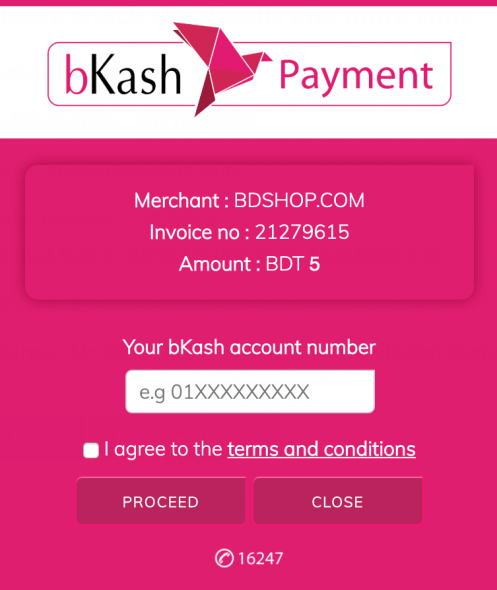 bKash Payment
Merchant : BDSHOP.COM
Invoice no : 21279615
Amount : BDT 5
Your bKash account number
e.g 01XXXXXXXXX
I agree to the terms and conditions
PROCEED CLOSE
16247